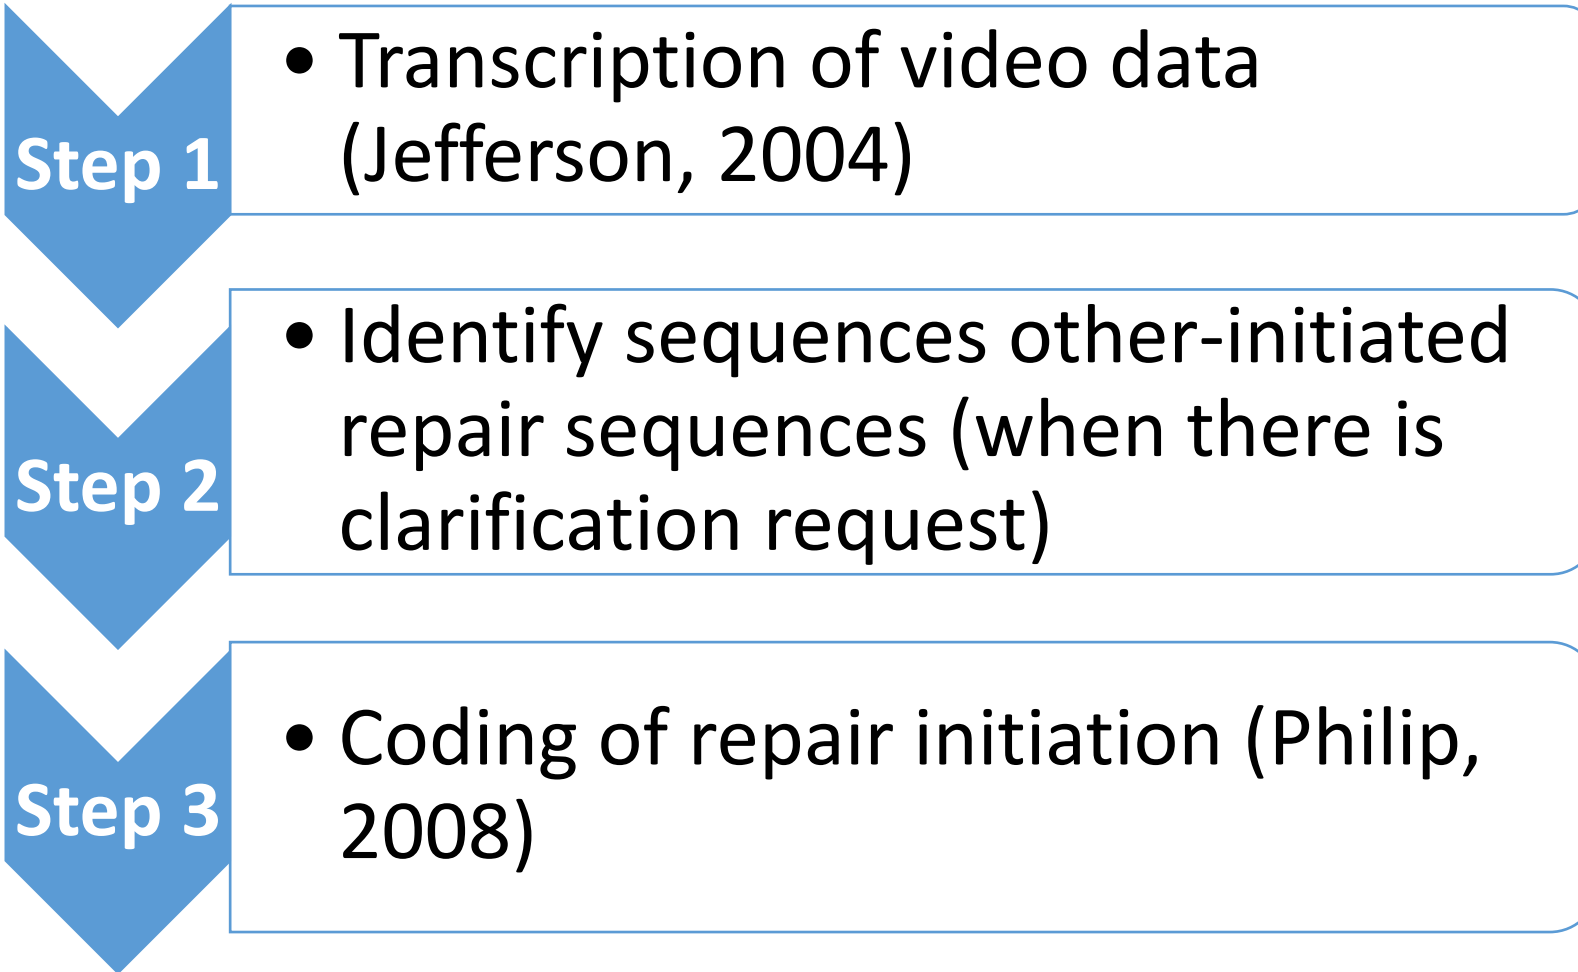 Step 1
• Transcription of video data
(Jefferson, 2004)
Step 2
• Identify sequences other-initiated
repair sequences (when there is
clarification request)
Step 3
• Coding of repair initiation (Philip,
2008)